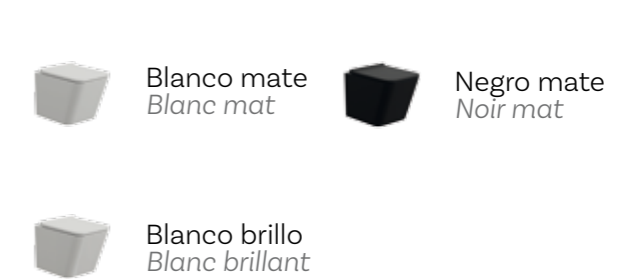 Blanco mate
Blanc mat
Negro mate
Noir mat
Blanco brillo
Blanc brillant